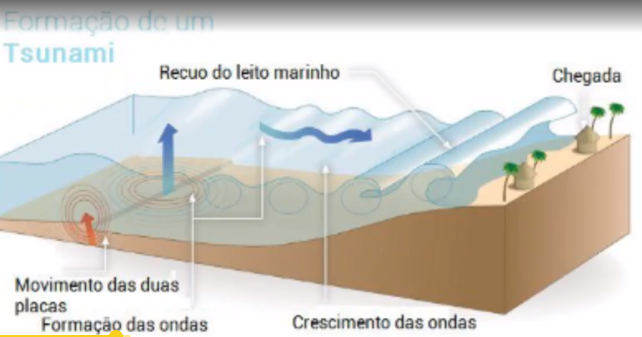 Formação de um
Tsunami
Recuo do leito marinho
Chegada
Movimento das duas
placas
Formação das ondas
Crescimento das ondas